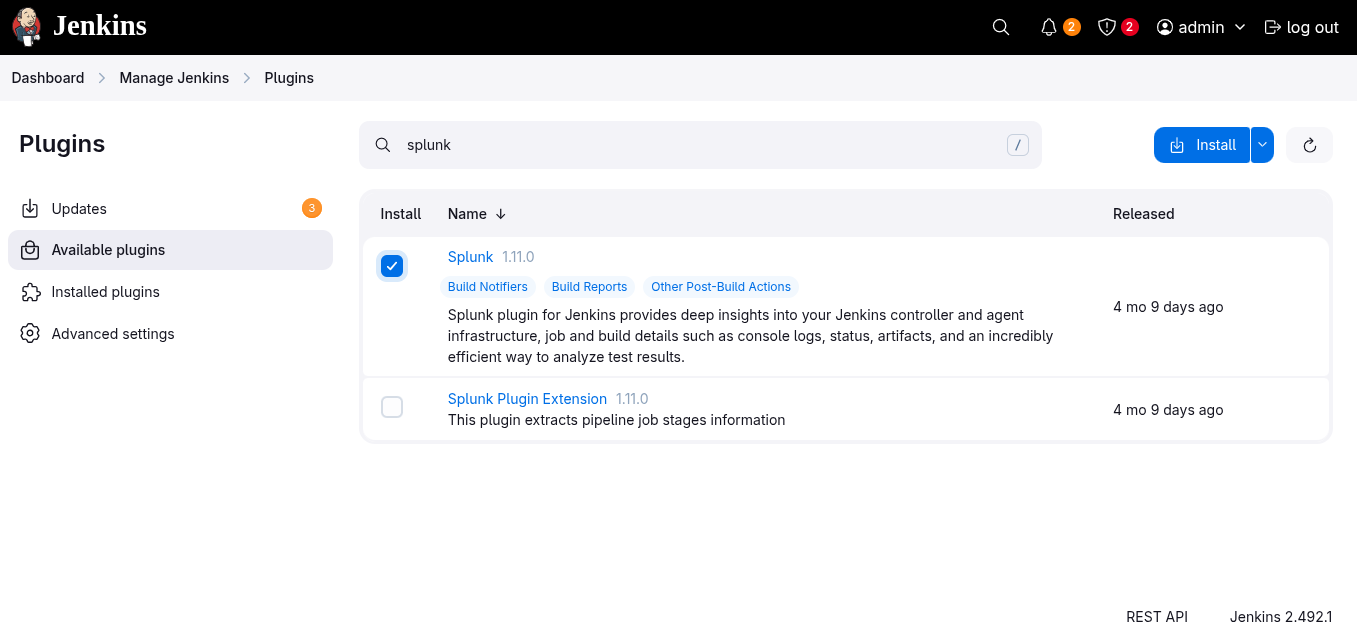 Jenkins
2
2
admin
log out
Dashboard
Manage Jenkins
Plugins
Plugins
splunk
/
Install
Updates
3
Available plugins
Installed plugins
Advanced settings
Install
Name
Released
Splunk 1.11.0
Build Notifiers
Build Reports
Other Post-Build Actions
Splunk plugin for Jenkins provides deep insights into your Jenkins controller and agent
infrastructure, job and build details such as console logs, status, artifacts, and an incredibly
efficient way to analyze test results.
4 mo 9 days ago
Splunk Plugin Extension 1.11.0
This plugin extracts pipeline job stages information
4 mo 9 days ago
REST API
Jenkins 2.492.1